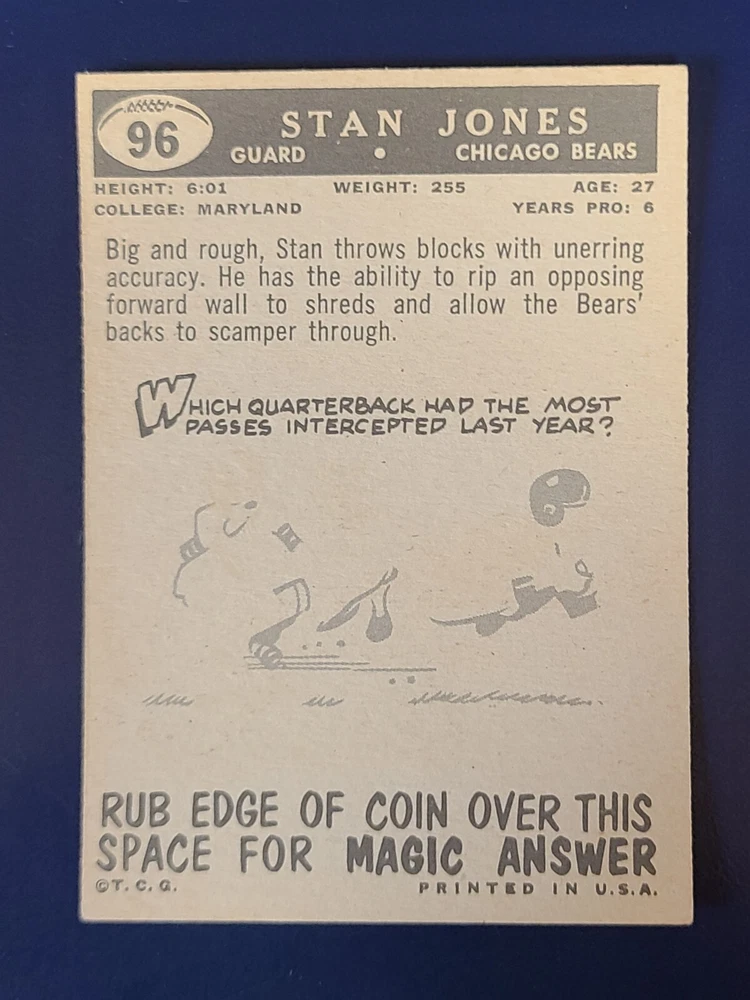 96
STAN JONES
GUARD • CHICAGO BEARS
HEIGHT: 6:01 WEIGHT: 255 AGE: 27
COLLEGE: MARYLAND YEARS PRO: 6
Big and rough, Stan throws blocks with unerring
accuracy. He has the ability to rip an opposing
forward wall to shreds and allow the Bears'
backs to scamper through.
WHICH QUARTERBACK HAD THE MOST
PASSES INTERCEPTED LAST YEAR?
RUB EDGE OF COIN OVER THIS
SPACE FOR MAGIC ANSWER
©T. C. G. PRINTED IN U.S.A.